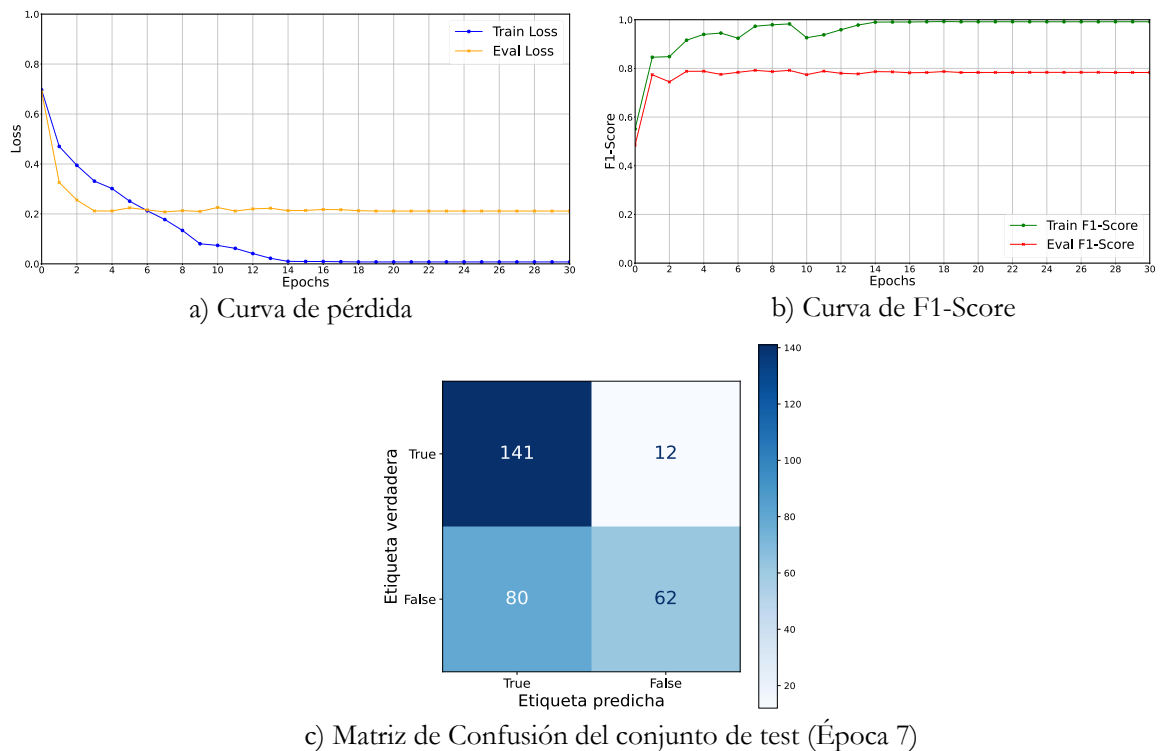 1.0
0.8
0.6
0.4
0.2
0.0
Loss
Train Loss
Eval Loss
0 2 4 6 8 10 12 14 16 18 20 22 24 26 28 30
Epochs
a) Curva de pérdida
1.0
0.8
0.6
0.4
0.2
0.0
F1-Score
Train F1-Score
Eval F1-Score
0 2 4 6 8 10 12 14 16 18 20 22 24 26 28 30
Epochs
b) Curva de F1-Score
Etiqueta verdadera
True
141
12
False
80
62
True
False
Etiqueta predicha
140
120
100
80
60
40
20
c) Matriz de Confusión del conjunto de test (Época 7)